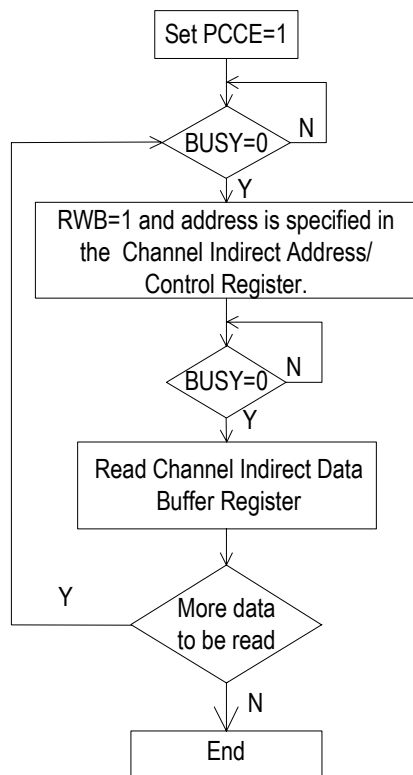 Set PCCE=1
N
BUSY=0
Y
RWB=1 and address is specified in
the Channel Indirect Address/
Control Register.
N
BUSY=0
Y
Read Channel Indirect Data
Buffer Register
Y
More data
to be read
N
End